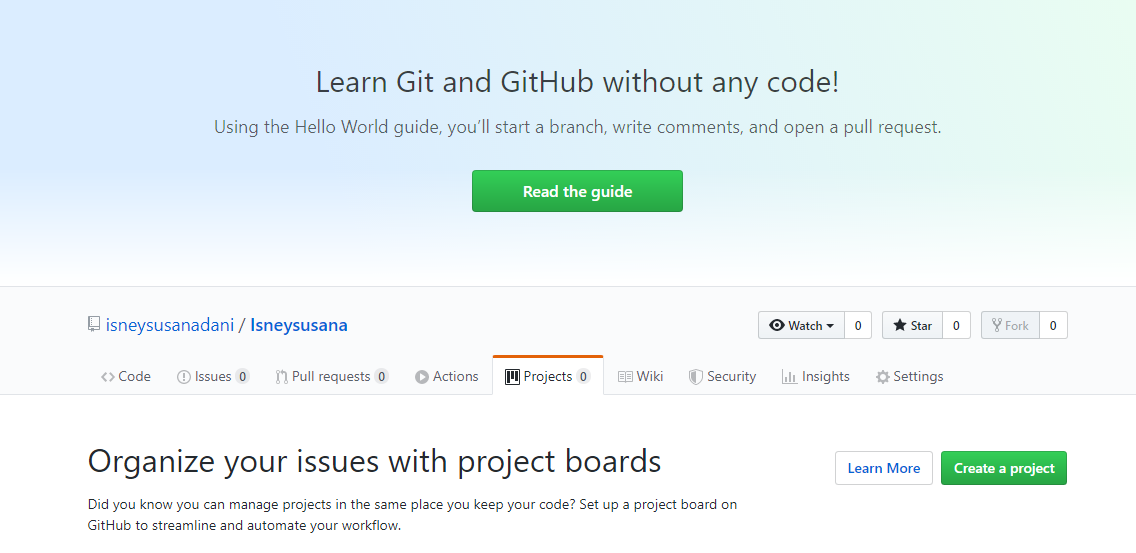 Learn Git and GitHub without any code!
Using the Hello World guide, you’ll start a branch, write comments, and open a pull request.
Read the guide
isneysusanadani / Isneysusana
Watch 0 Star 0 Fork 0
Code Issues 0 Pull requests 0 Actions Projects 0 Wiki Security Insights Settings
Organize your issues with project boards
Learn More Create a project
Did you know you can manage projects in the same place you keep your code? Set up a project board on
GitHub to streamline and automate your workflow.